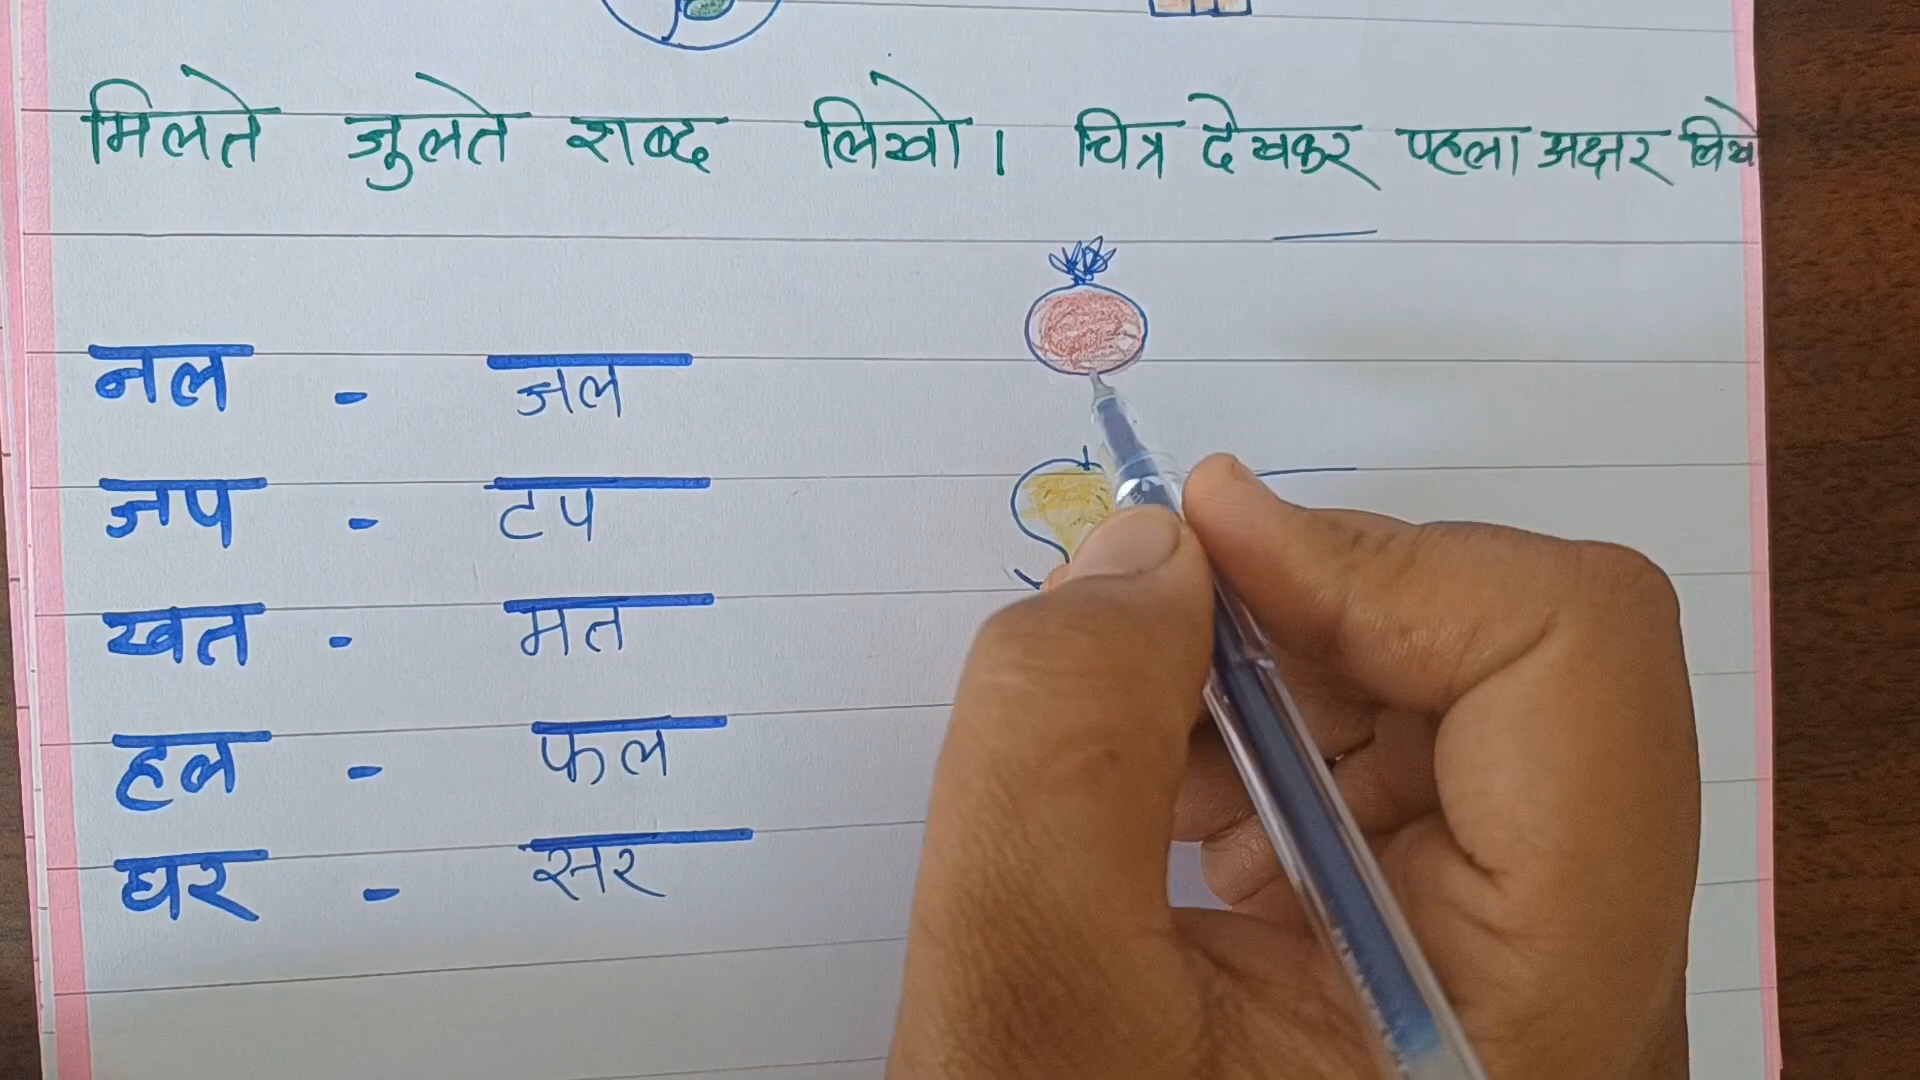 मिलते जुलते शब्द लिखो। चित्र देखकर पहला अक्षर लिखो
नल - जल
जप - टप
खत - मत
हल - फल
घर - सर